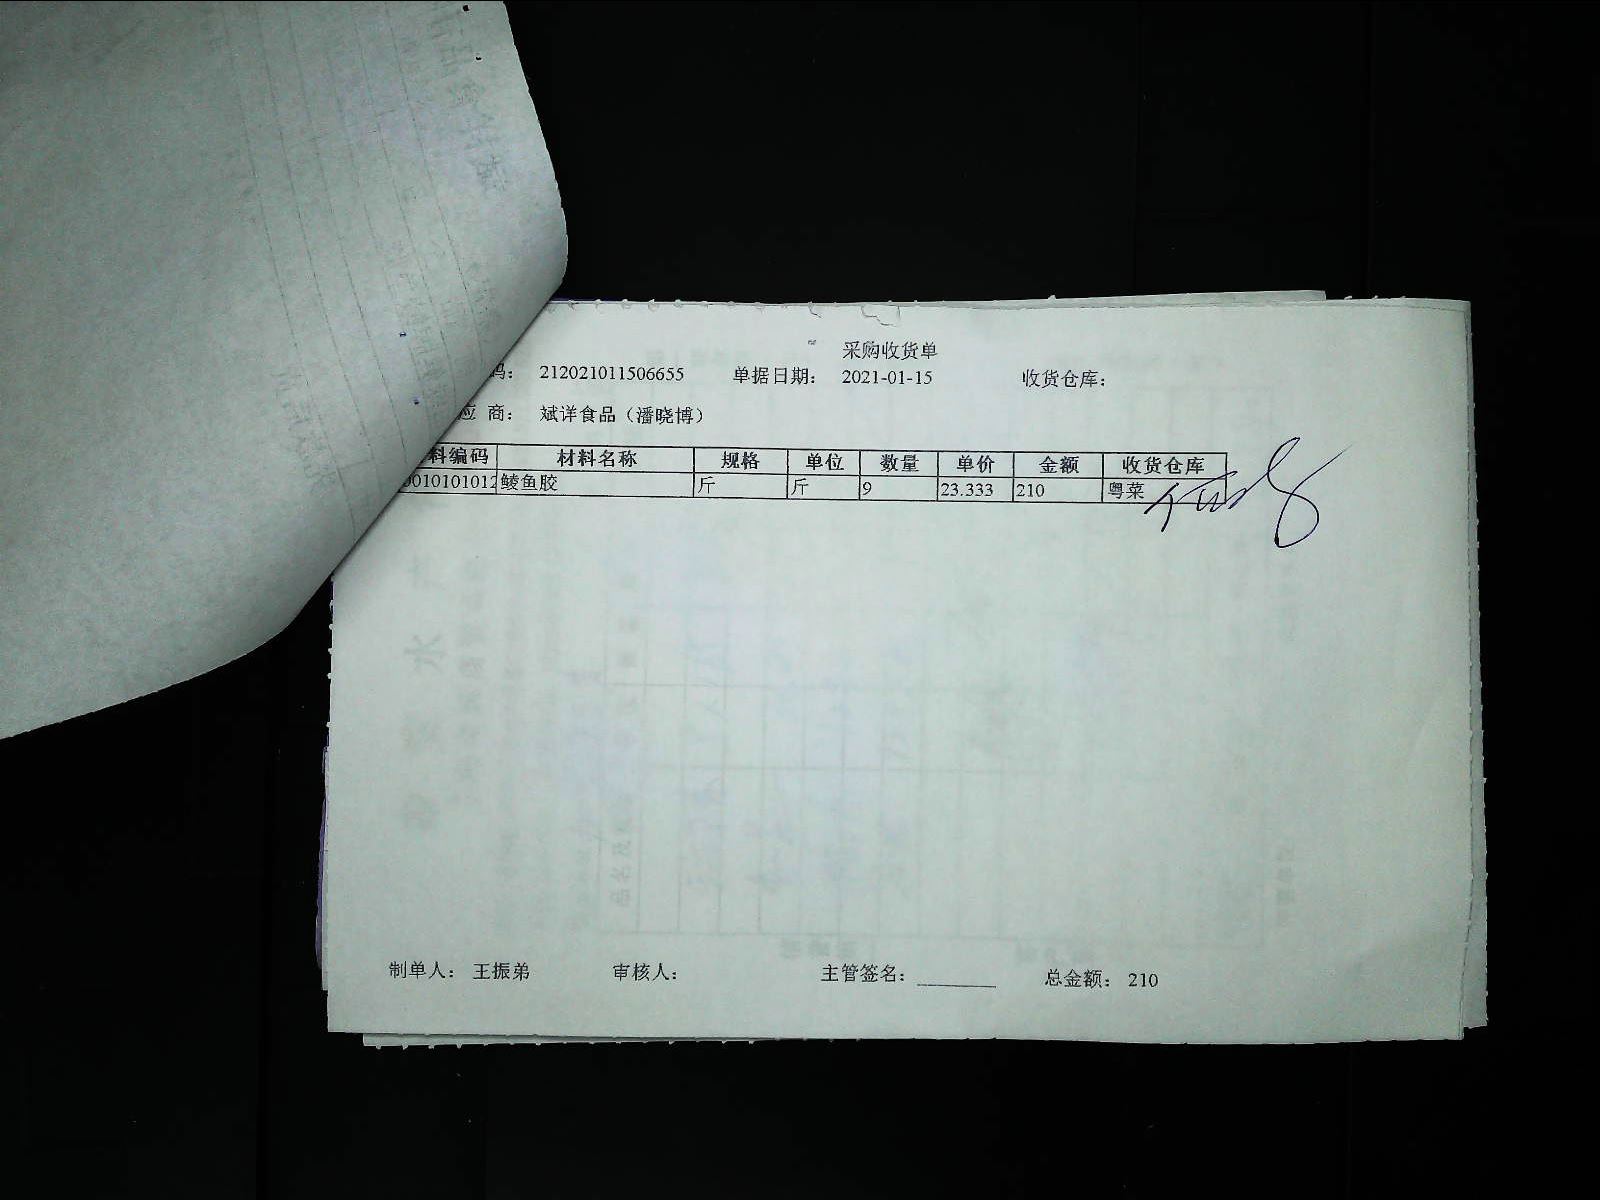 采购收货单
码： 212021011506655 单据日期： 2021-01-15 收货仓库：
应 商： 斌洋食品（潘晓博）
料编码 材料名称 规格 单位 数量 单价 金额 收货仓库
0010101012 鲮鱼胶 斤 斤 9 23.333 210 粤菜
制单人： 王振弟 审核人： 主管签名： 总金额： 210